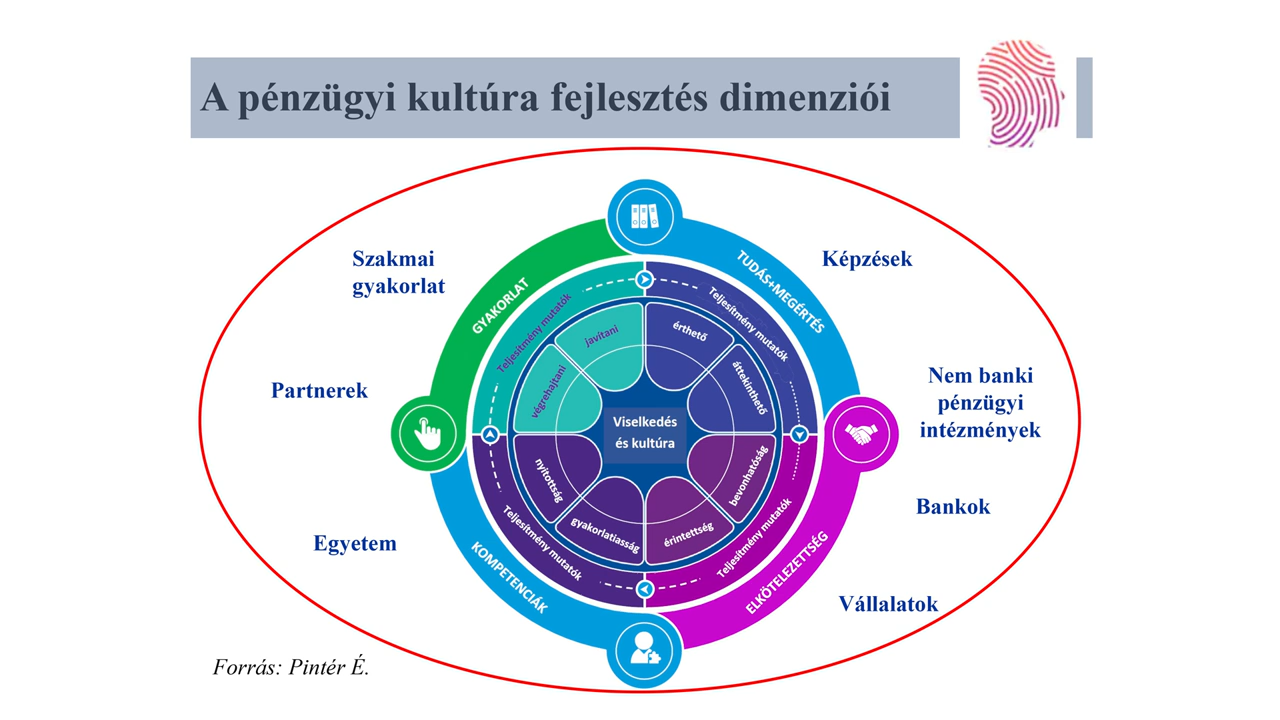 A pénzügyi kultúra fejlesztés dimenziói
Szakmai
gyakorlat
Képzések
GYAKORLAT
TUDÁS+MEGÉRTÉS
Teljesítmény mutatók
Teljesítmény mutatók
javítani
érthető
végrehajtani
áttekinthető
Partnerek
Nem banki
pénzügyi
intézmények
Viselkedés
és kultúra
nyitottság
bevonhatóság
gyakorlatiasság
érintettség
Teljesítmény mutatók
Teljesítmény mutatók
Bankok
Egyetem
KOMPETENCIÁK
ELKÖTELEZETTSÉG
Vállalatok
Forrás: Pintér É.